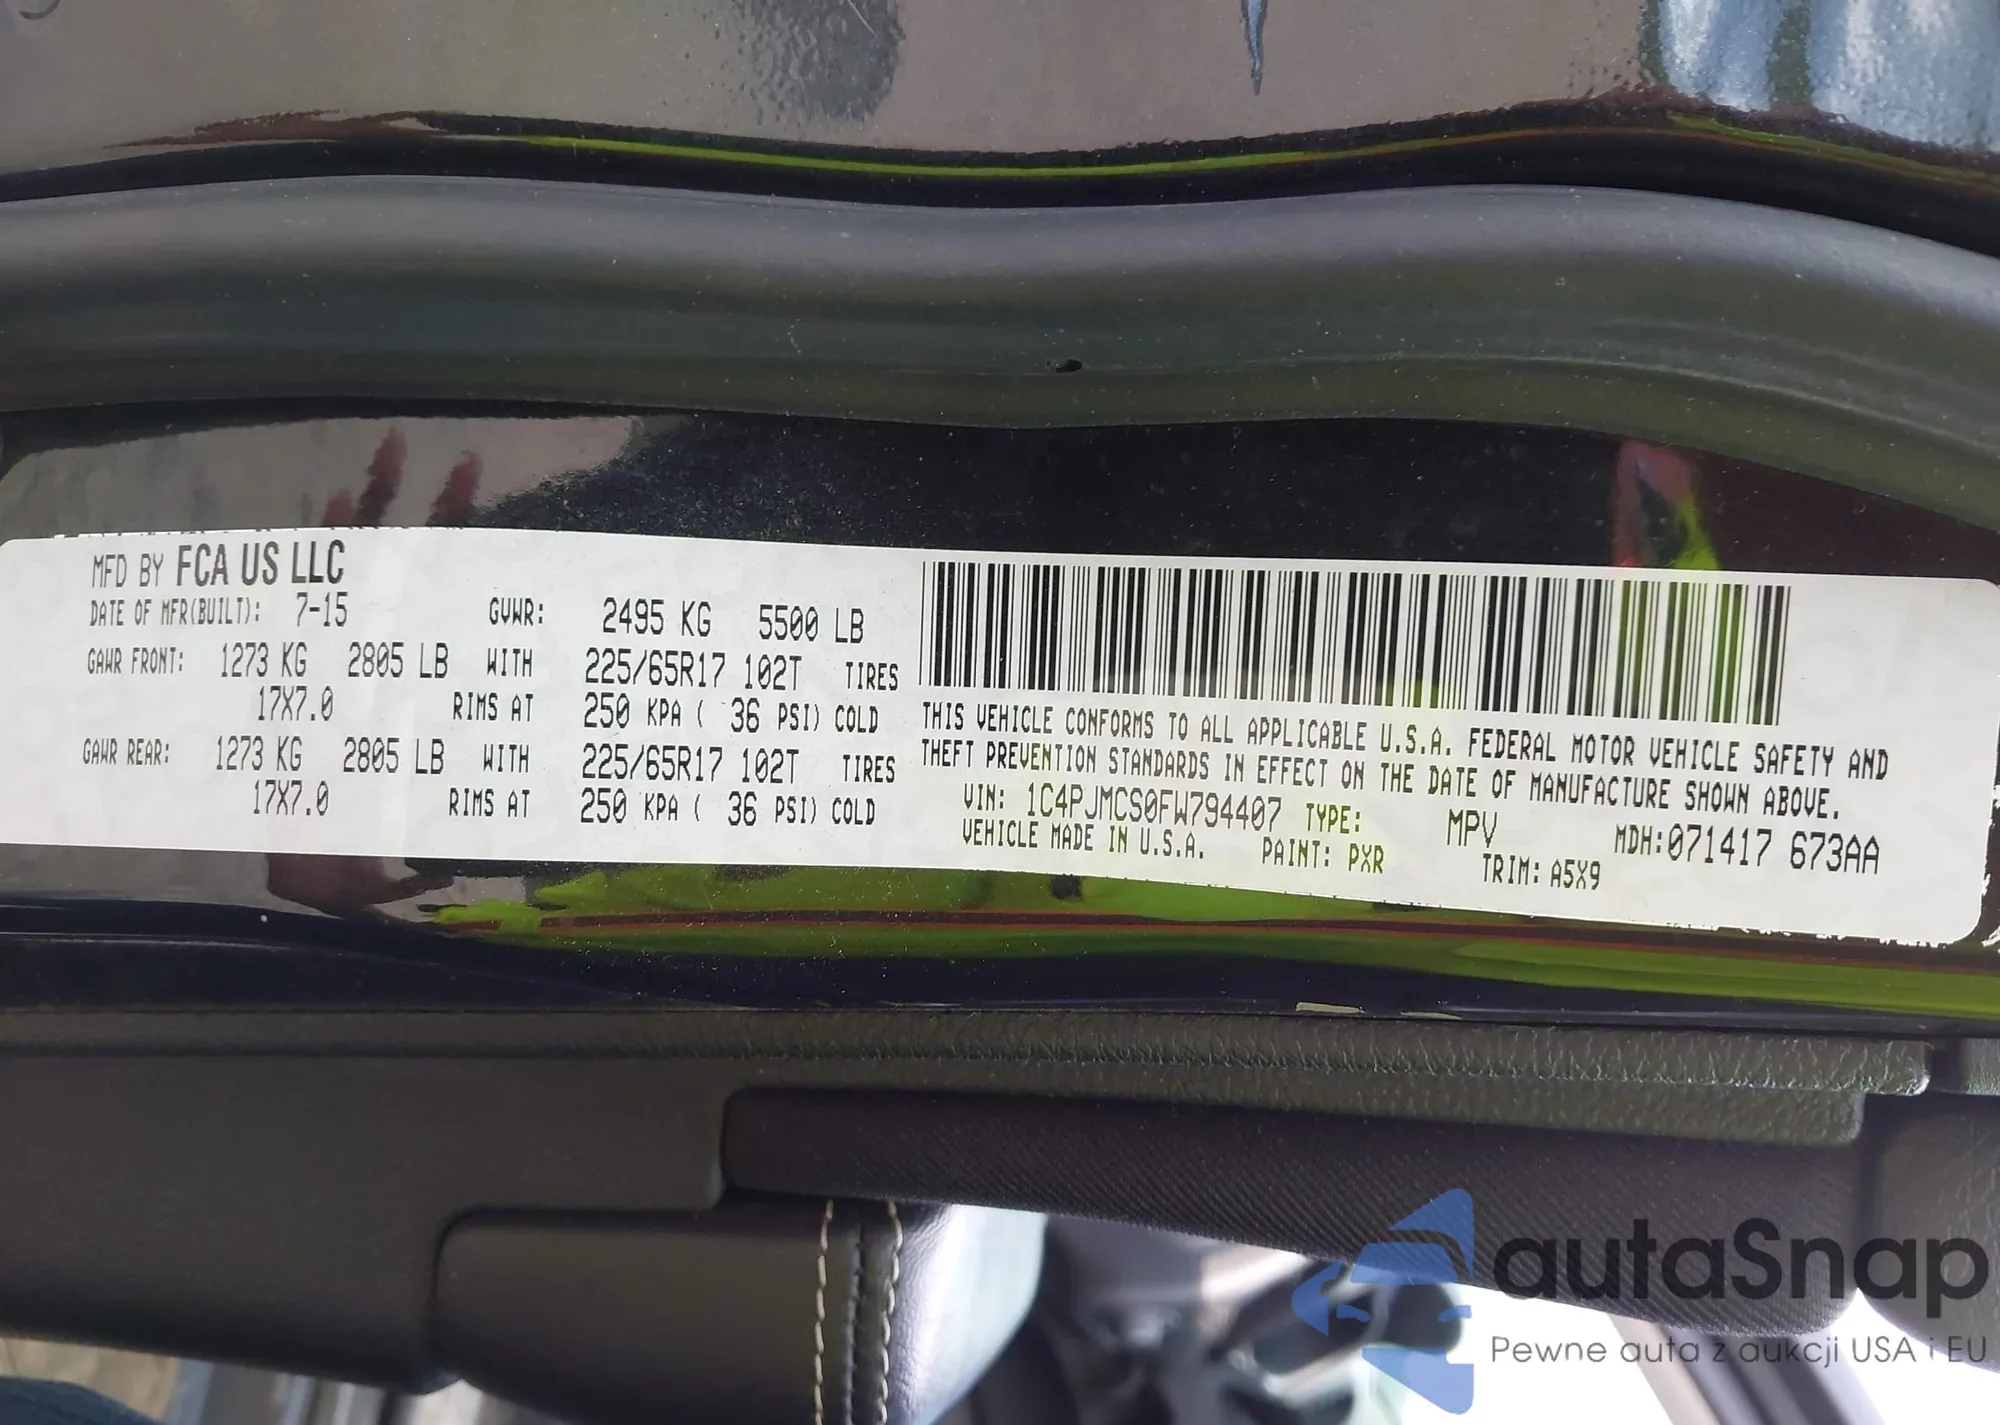 MFD BY FCA US LLC
DATE OF MFR(BUILT): 7-15 GVWR: 2495 KG 5500 LB
GAWR FRONT: 1273 KG 2805 LB WITH 225/65R17 102T TIRES
17X7.0 RIMS AT 250 KPA ( 36 PSI) COLD
GAWR REAR: 1273 KG 2805 LB WITH 225/65R17 102T TIRES
17X7.0 RIMS AT 250 KPA ( 36 PSI) COLD
THIS VEHICLE CONFORMS TO ALL APPLICABLE U.S.A. FEDERAL MOTOR VEHICLE SAFETY AND
THEFT PREVENTION STANDARDS IN EFFECT ON THE DATE OF MANUFACTURE SHOWN ABOVE.
VIN: 1C4PJMCS0FW794407 TYPE: MPV MDH:071417 673AA
VEHICLE MADE IN U.S.A. PAINT: PXR TRIM: A5X9
autaSnap
Pewne auta z aukcji USA i EU